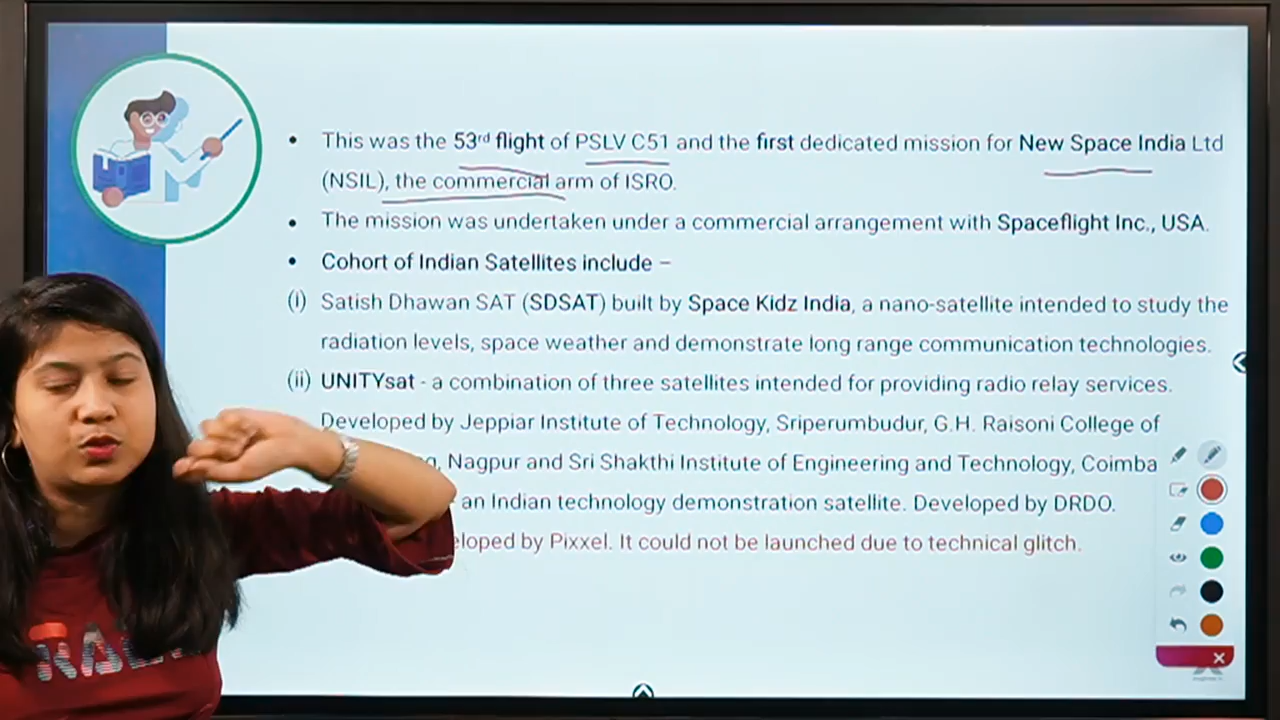 • This was the 53rd flight of PSLV C51 and the first dedicated mission for New Space India Ltd
(NSIL), the commercial arm of ISRO.
• The mission was undertaken under a commercial arrangement with Spaceflight Inc., USA.
• Cohort of Indian Satellites include –
(i) Satish Dhawan SAT (SDSAT) built by Space Kidz India, a nano-satellite intended to study the
radiation levels, space weather and demonstrate long range communication technologies.
(ii) UNITYsat - a combination of three satellites intended for providing radio relay services.
Developed by Jeppiar Institute of Technology, Sriperumbudur, G.H. Raisoni College of
Nagpur and Sri Shakthi Institute of Engineering and Technology, Coimba
an Indian technology demonstration satellite. Developed by DRDO.
eloped by Pixxel. It could not be launched due to technical glitch.